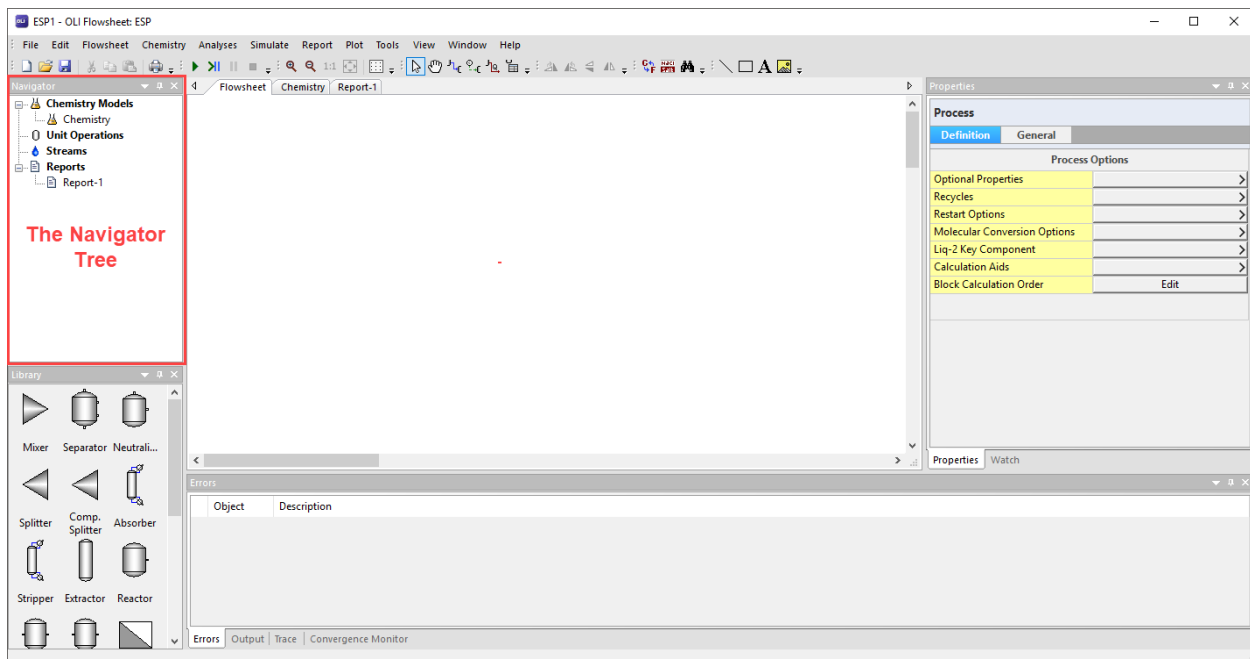 ESP1 - OLI Flowsheet: ESP
File Edit Flowsheet Chemistry Analyses Simulate Report Plot Tools View Window Help
1:1
A
Navigator
Chemistry Models
Chemistry
Unit Operations
Streams
Reports
Report-1
The Navigator
Tree
Flowsheet Chemistry Report-1
Properties
Process
Definition General
Process Options
Optional Properties
Recycles
Restart Options
Molecular Conversion Options
Liq-2 Key Component
Calculation Aids
Block Calculation Order Edit
Properties Watch
Library
Mixer Separator Neutrali...
Splitter Comp. Splitter Absorber
Stripper Extractor Reactor
Errors
Object Description
Errors Output Trace Convergence Monitor